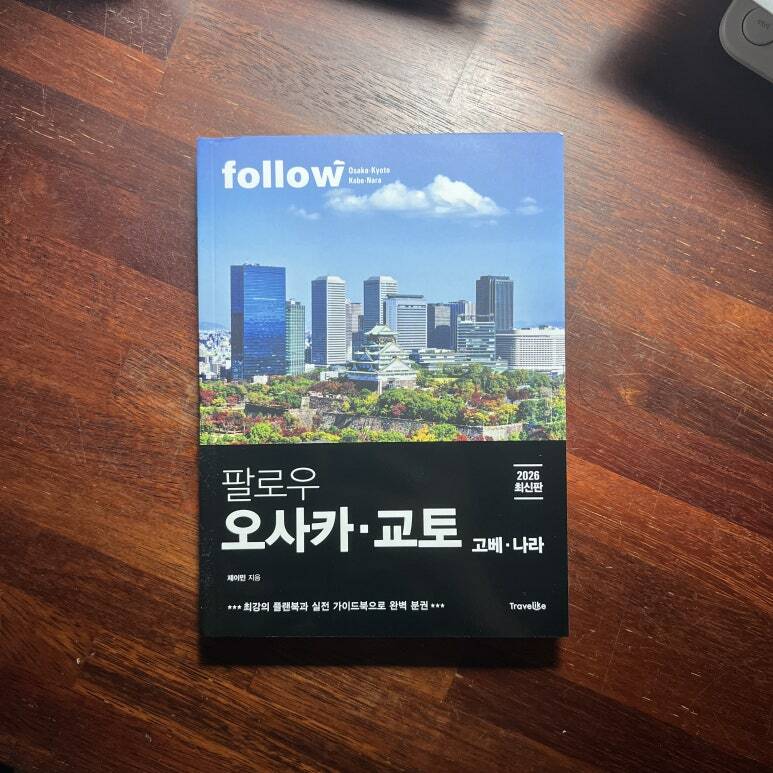 follow
Osaka·Kyoto
Kobe·Nara
팔로우
2026
최신판
오사카·교토 고베·나라
제이민 지음
★★★ 최강의 플랜북과 실전 가이드북으로 완벽 분권 ★★★
Travelike